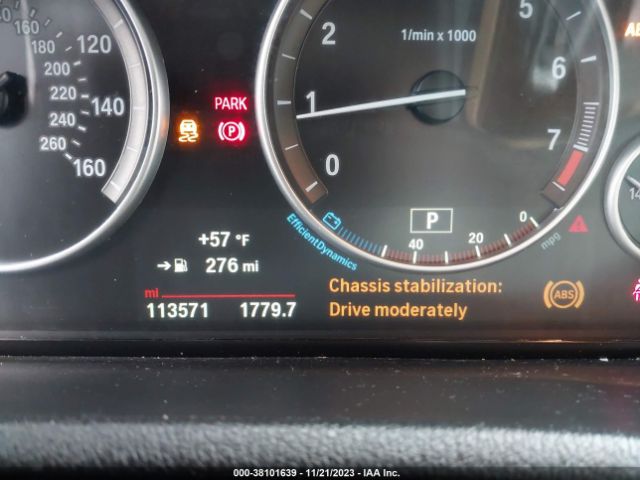 160
180
200
220
240
260
120
140
160
PARK
P
2
1
0
1/min x 1000
5
6
7
AB
P
EfficientDynamics
40
20
0
mpg
+57 °F
276 mi
mi
113571 1779.7
Chassis stabilization:
Drive moderately
ABS
14
000-38101639 - 11/21/2023 - IAA Inc.